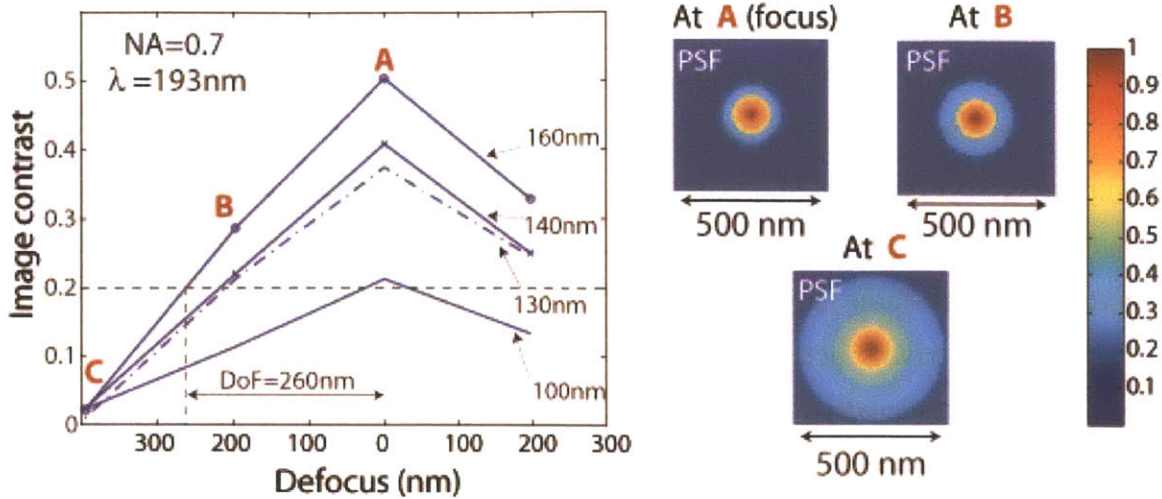 NA=0.7
λ =193nm
Image contrast
0.5
0.4
0.3
0.2
0.1
0
A
B
C
160nm
140nm
130nm
100nm
DoF=260nm
300 200 100 0 100 200 300
Defocus (nm)
At A (focus)
PSF
500 nm
At B
PSF
500 nm
At C
PSF
500 nm
1
0.9
0.8
0.7
0.6
0.5
0.4
0.3
0.2
0.1